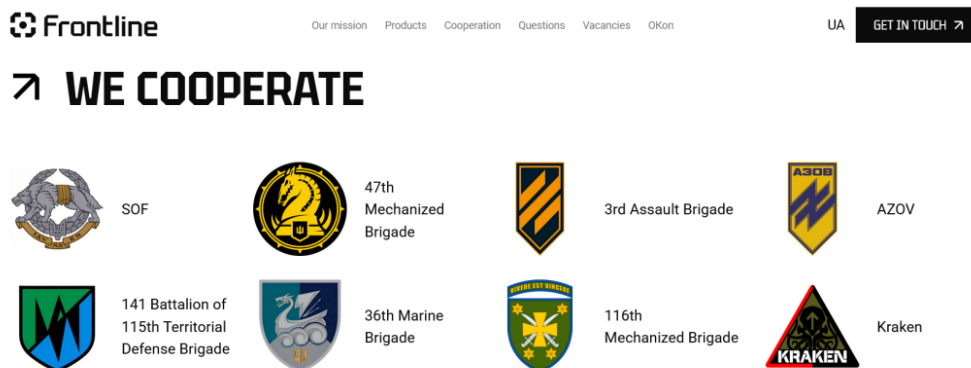 Frontline
Our mission Products Cooperation Questions Vacancies OKon
UA
GET IN TOUCH
WE COOPERATE
SOF
47th
Mechanized
Brigade
3rd Assault Brigade
АЗОВ
AZOV
141 Battalion of
115th Territorial
Defense Brigade
36th Marine
Brigade
VIVERE EST VINCERE
116th
Mechanized Brigade
KRAKEN
Kraken